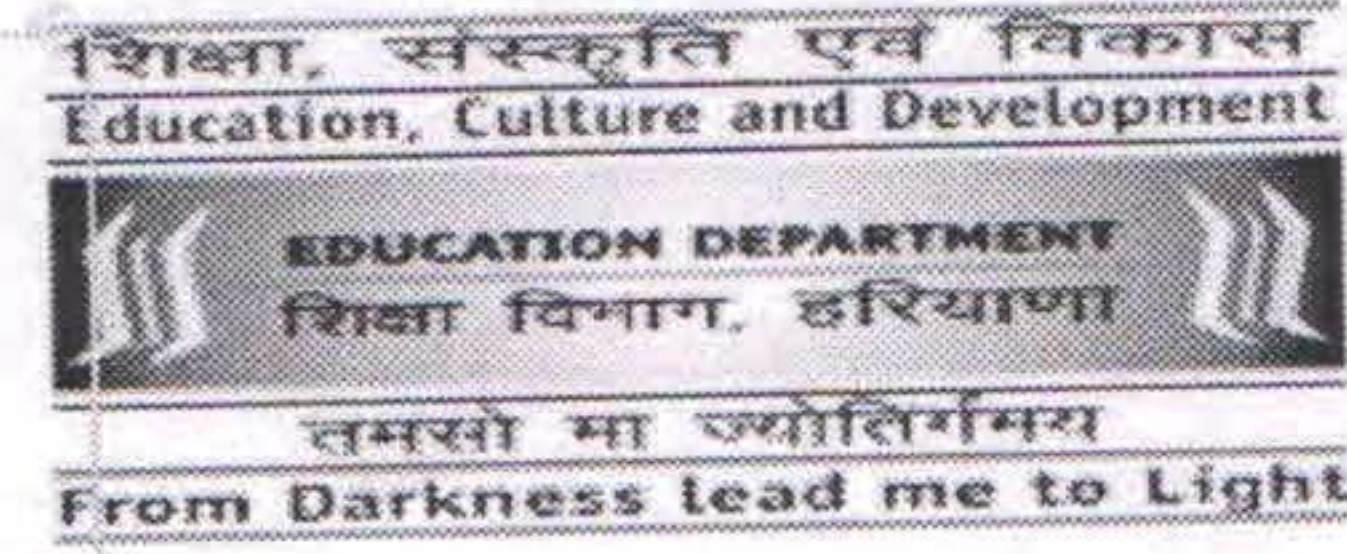 शिक्षा, संस्कृति एवं विकास
Education, Culture and Development
EDUCATION DEPARTMENT
शिक्षा विभाग, हरियाणा
तमसो मा ज्योतिर्गमय
From Darkness lead me to Light